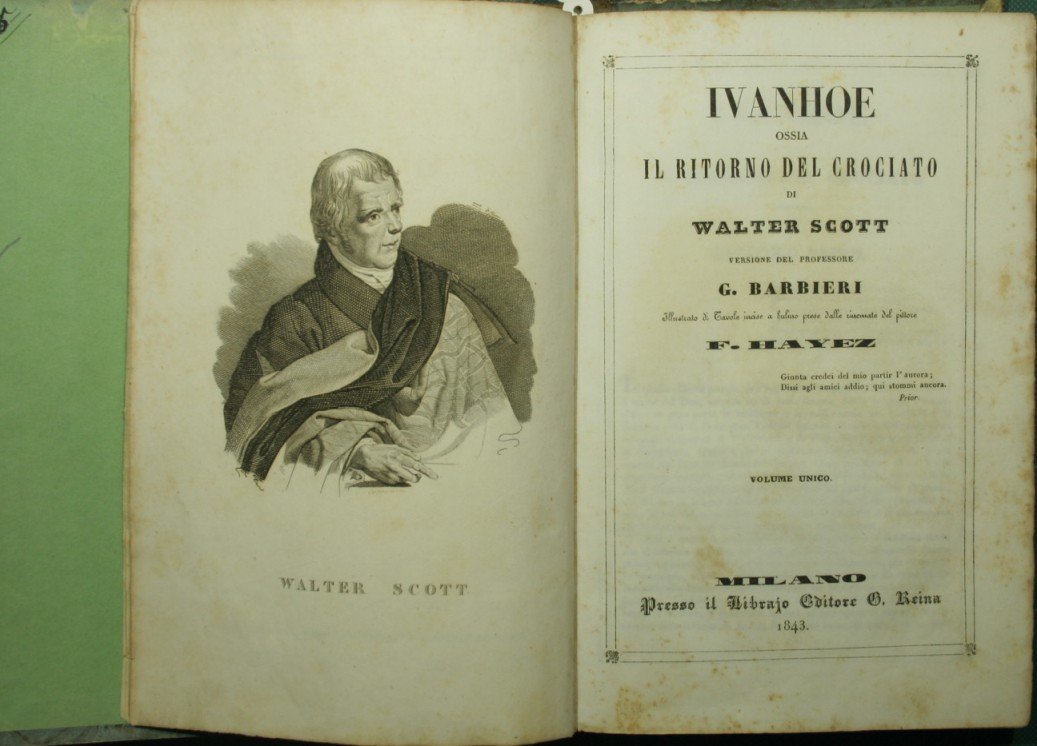 WALTER SCOTT
IVANHOE
OSSIA
IL RITORNO DEL CROCIATO
DI
WALTER SCOTT
VERSIONE DEL PROFESSORE
G. BARBIERI
Illustrato di Tavole incise a bulino prese dalle rinomate del pittore
F. HAYEZ
Giunta credei del mio partir l'aurora;
Dissi agli amici addio; qui stommi ancora.
Prior.
VOLUME UNICO.
MILANO
Presso il Librajo Editore G. Reina
1843.